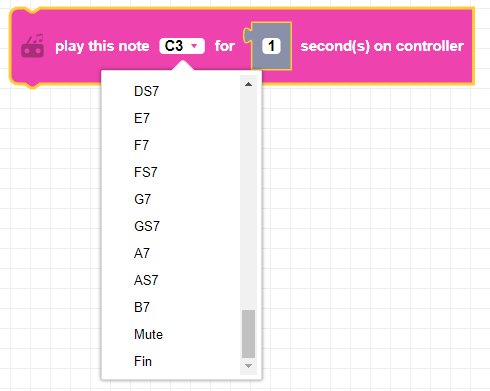 play this note C3 for 1 second(s) on controller
DS7
E7
F7
FS7
G7
GS7
A7
AS7
B7
Mute
Fin